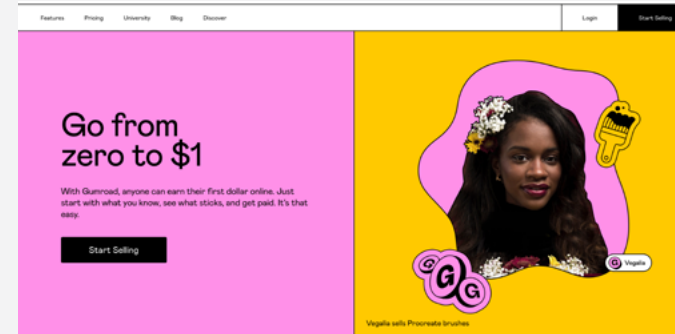 Features Pricing University Blog Discover Login Start Selling
Go from
zero to $1
With Gumroad, anyone can earn their first dollar online. Just
start with what you know, see what sticks, and get paid. It's that
easy.
Start Selling
G G G
G Vegalia
Vegalia sells Procreate brushes